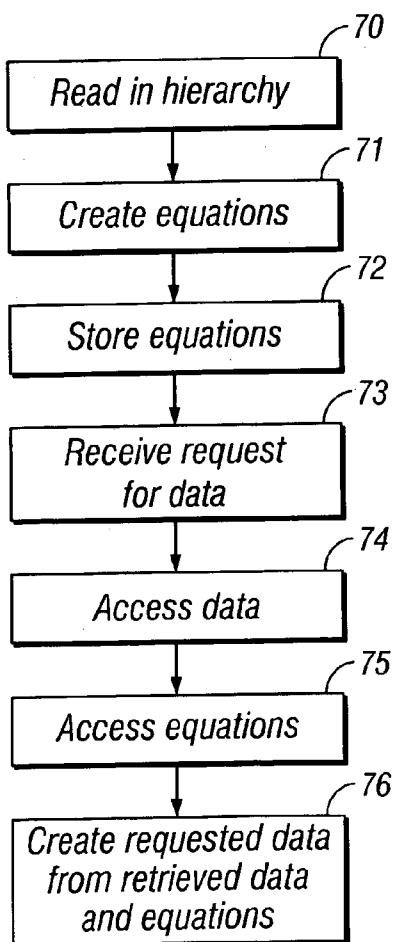 70
Read in hierarchy
71
Create equations
72
Store equations
73
Receive request
for data
74
Access data
75
Access equations
76
Create requested data
from retrieved data
and equations